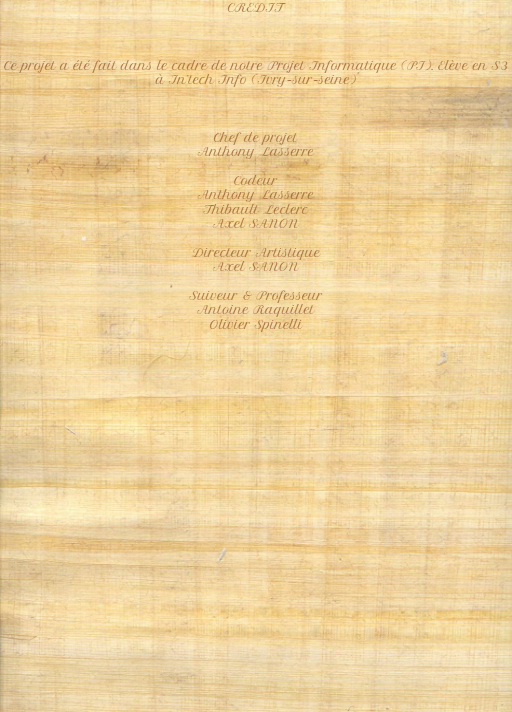 CREDIT
Ce projet a été fait dans le cadre de notre Projet Informatique (PI). Elève en S3
à In'tech Info (Ivry-sur-seine)
Chef de projet
Anthony Lasserre
Codeur
Anthony Lasserre
Thibault Leclerc
Axel SANON
Directeur Artistique
Axel SANON
Suiveur & Professeur
Antoine Raquillet
Olivier Spinelli